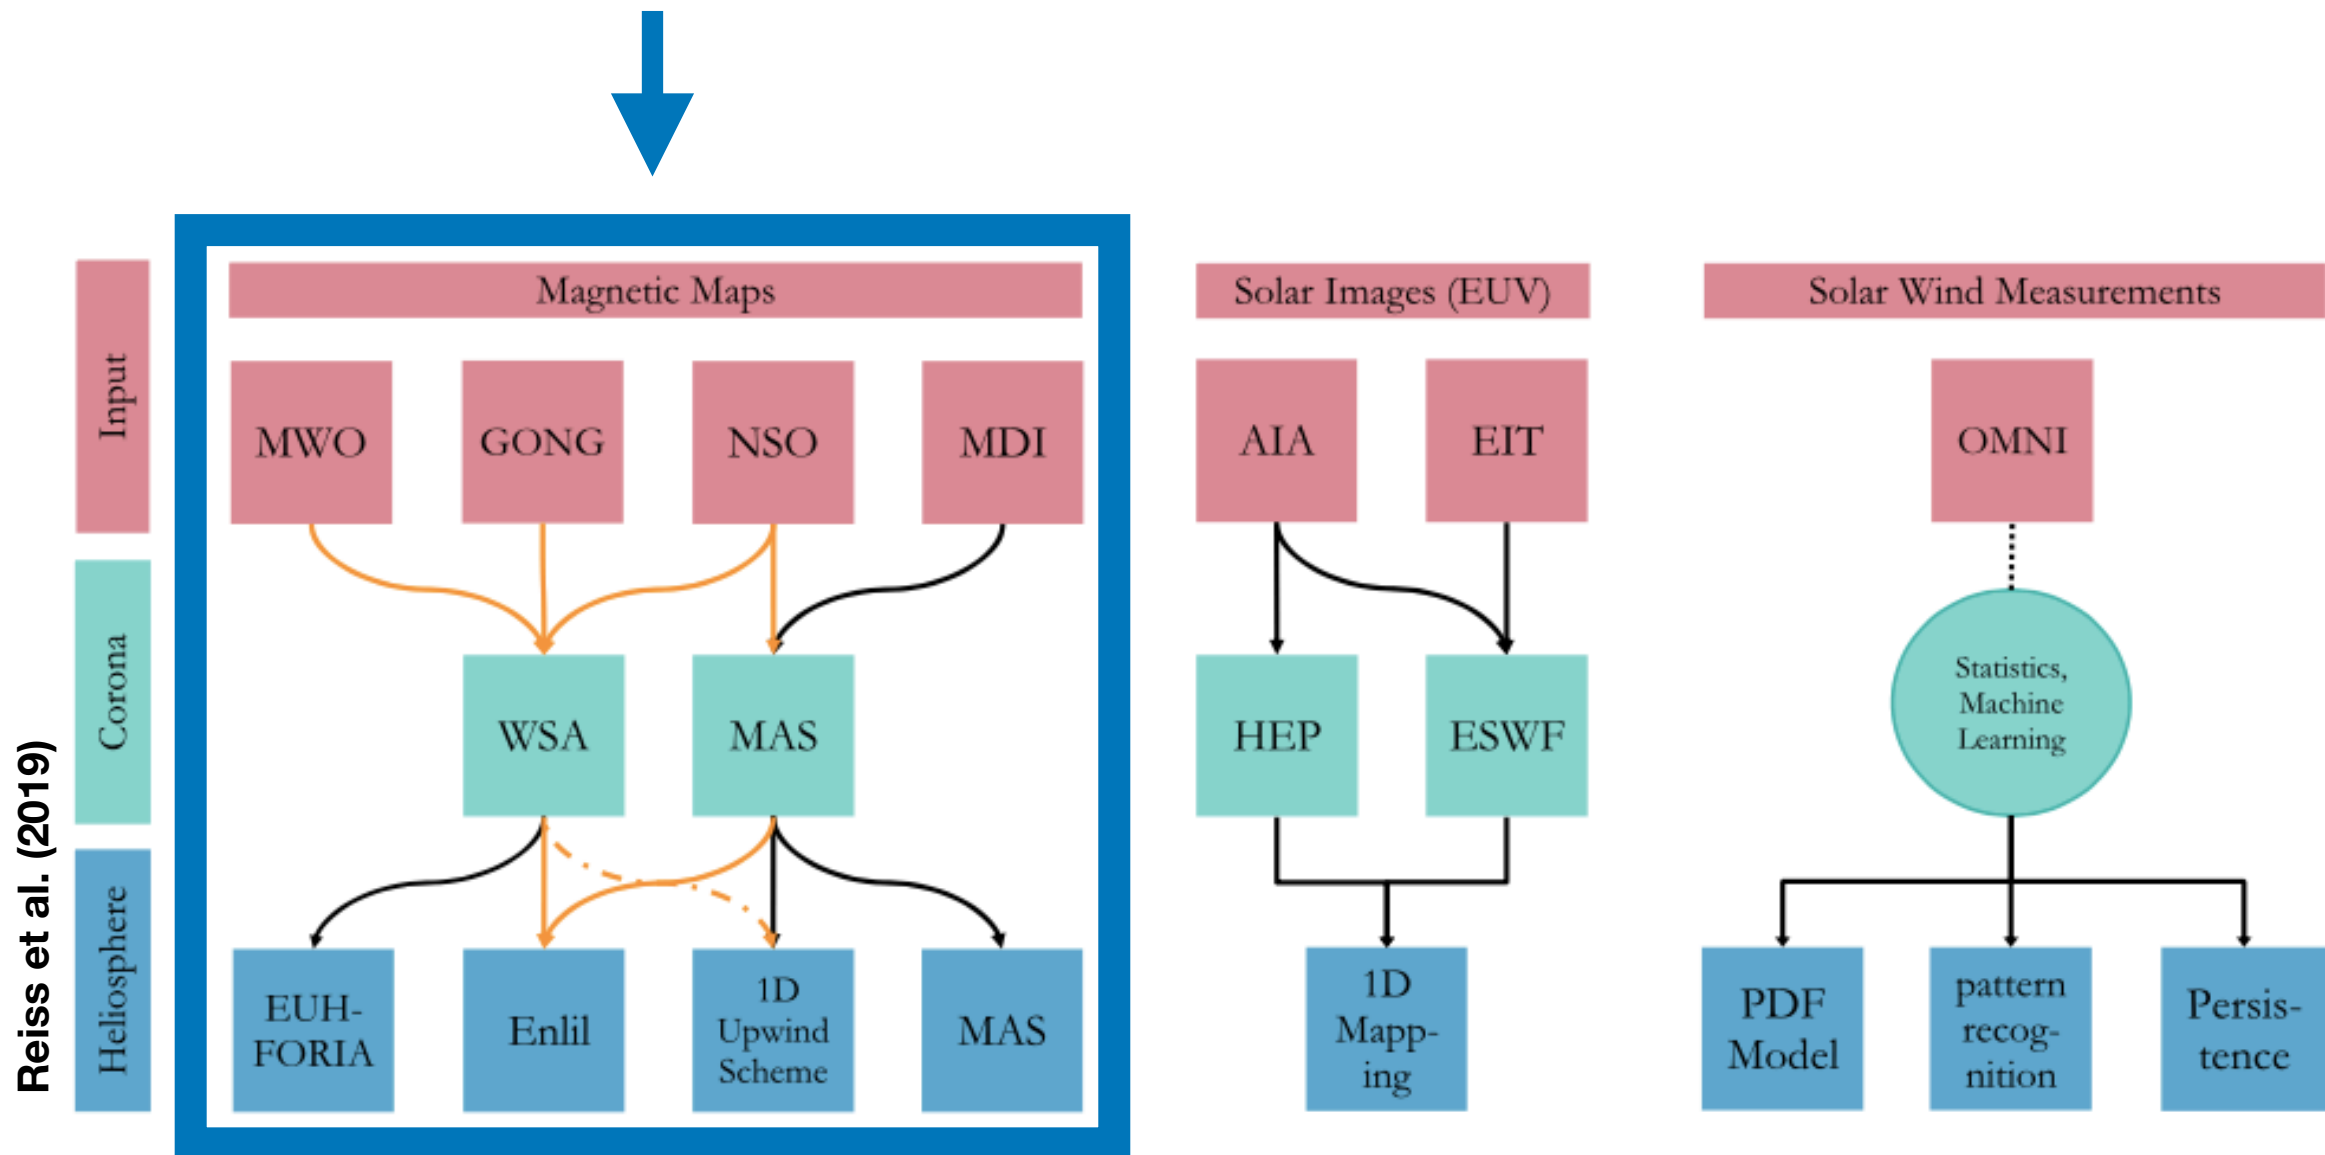 Magnetic Maps
Solar Images (EUV)
Solar Wind Measurements
Input
MWO
GONG
NSO
MDI
AIA
EIT
OMNI
Corona
WSA
MAS
HEP
ESWF
Statistics,
Machine
Learning
Reiss et al. (2019)
Heliosphere
EUH-
FORIA
Enlil
1D
Upwind
Scheme
MAS
1D
Mapp-
ing
PDF
Model
pattern
recog-
nition
Persis-
tence